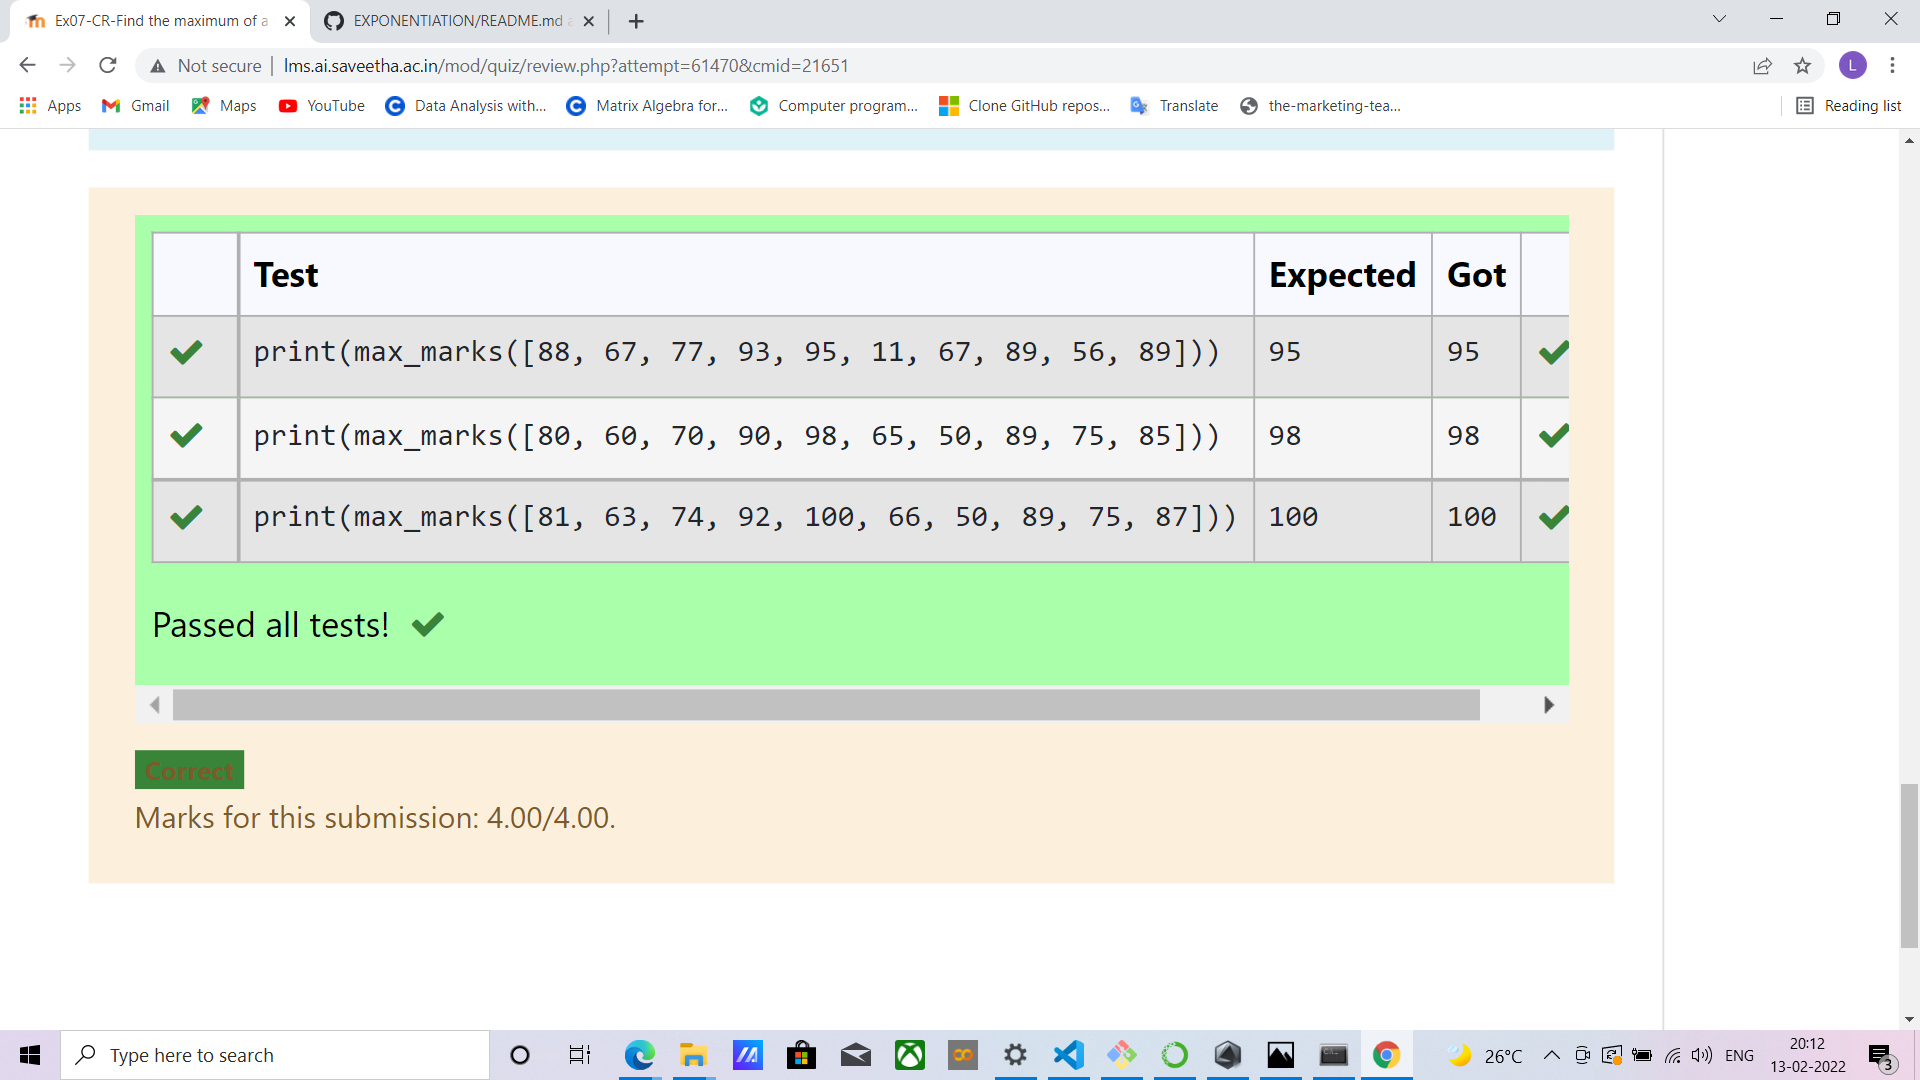 Ex07-CR-Find the maximum of a
EXPONENTIATION/README.md a
Not secure
lms.ai.saveetha.ac.in/mod/quiz/review.php?attempt=61470&cmid=21651
L
Apps
Gmail
Maps
YouTube
Data Analysis with...
Matrix Algebra for...
Computer program...
Clone GitHub repos...
Translate
the-marketing-tea...
Reading list
Test Expected Got
print(max_marks([88, 67, 77, 93, 95, 11, 67, 89, 56, 89])) 95 95
print(max_marks([80, 60, 70, 90, 98, 65, 50, 89, 75, 85])) 98 98
print(max_marks([81, 63, 74, 92, 100, 66, 50, 89, 75, 87])) 100 100
Passed all tests!
Correct
Marks for this submission: 4.00/4.00.
Type here to search
26°C
ENG
20:12
13-02-2022
3